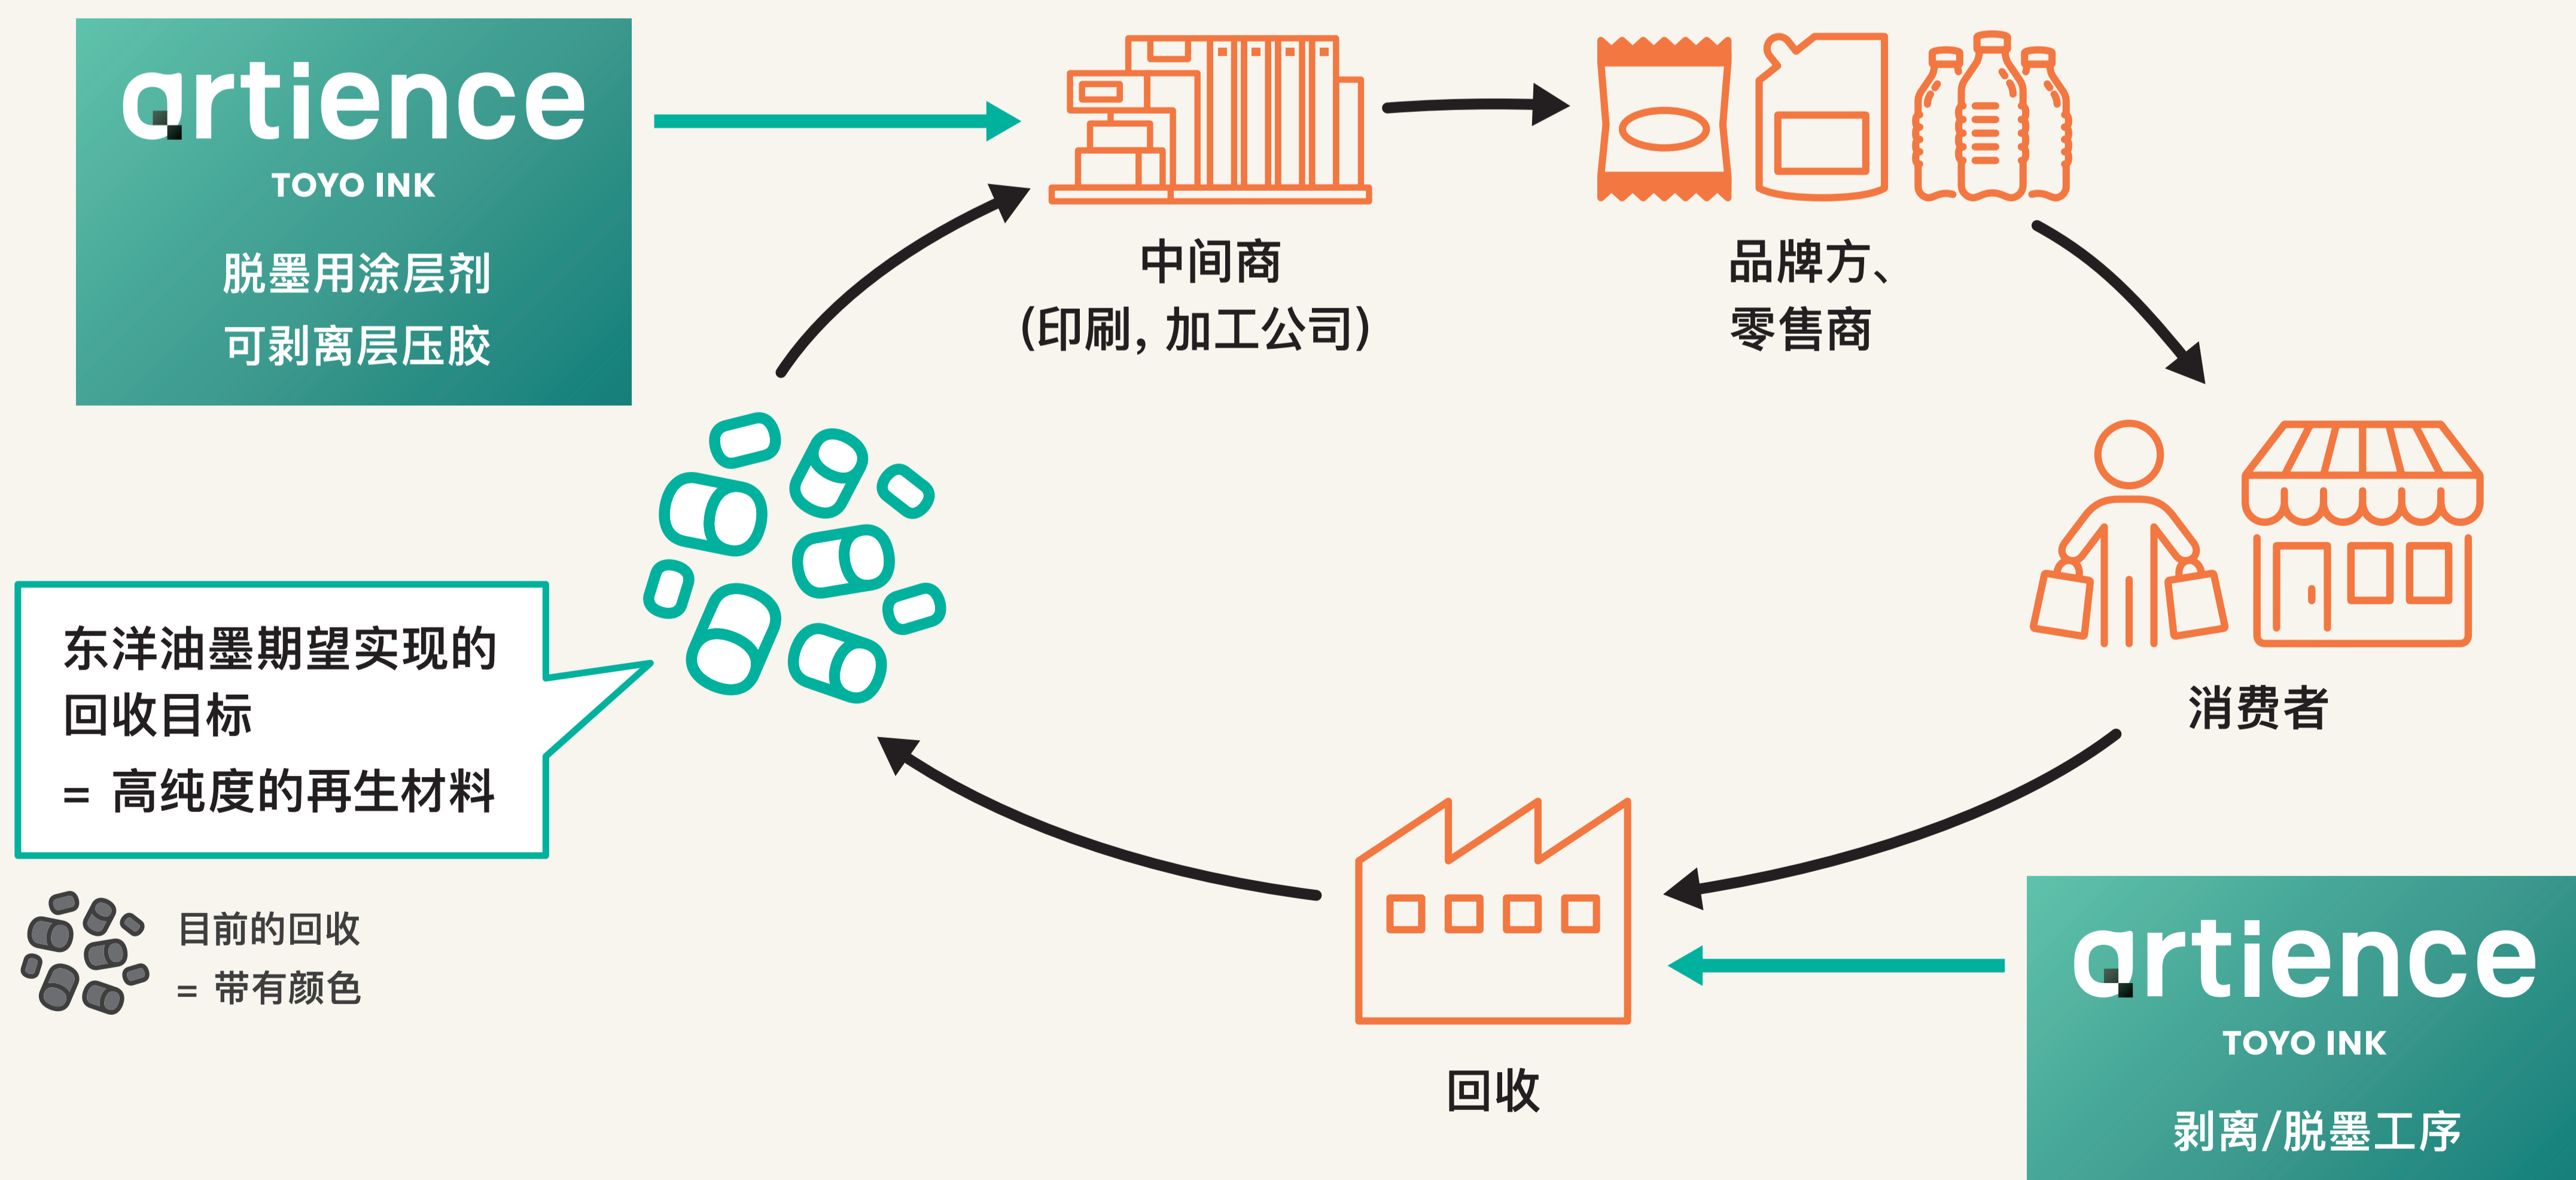 artience
TOYO INK
脱墨用涂层剂
可剥离层压胶
中间商
(印刷, 加工公司)
品牌方、
零售商
消费者
东洋油墨期望实现的
回收目标
= 高纯度的再生材料
目前的回收
= 带有颜色
回收
artience
TOYO INK
剥离/脱墨工序